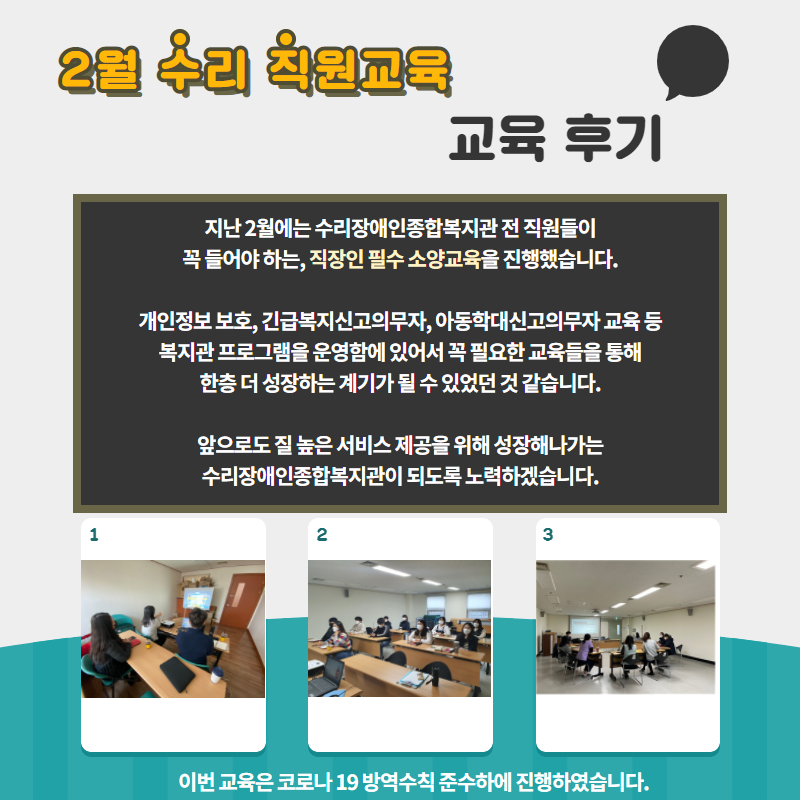 2월 수리 직원교육
교육 후기
지난 2월에는 수리장애인종합복지관 전 직원들이
꼭 들어야 하는, 직장인 필수 소양교육을 진행했습니다.
개인정보 보호, 긴급복지신고의무자, 아동학대신고의무자 교육 등
복지관 프로그램을 운영함에 있어서 꼭 필요한 교육들을 통해
한층 더 성장하는 계기가 될 수 있었던 것 같습니다.
앞으로도 질 높은 서비스 제공을 위해 성장해나가는
수리장애인종합복지관이 되도록 노력하겠습니다.
1
2
3
이번 교육은 코로나 19 방역수칙 준수하에 진행하였습니다.